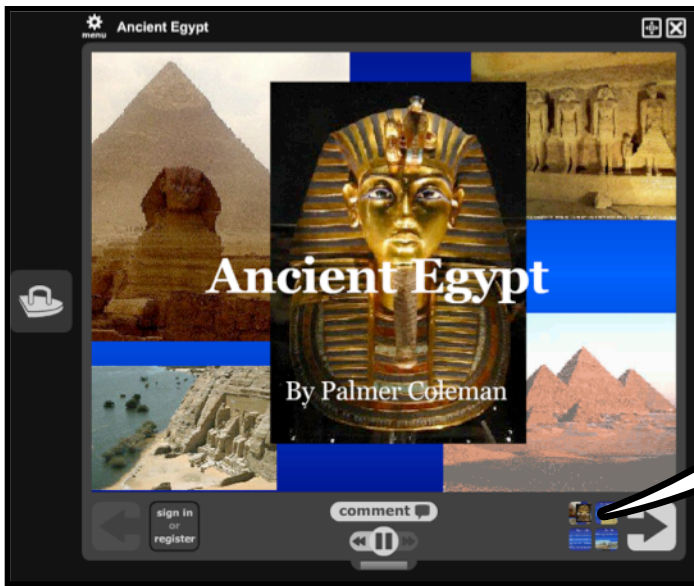 menu
Ancient Egypt
Ancient Egypt
By Palmer Coleman
sign in
or
register
comment